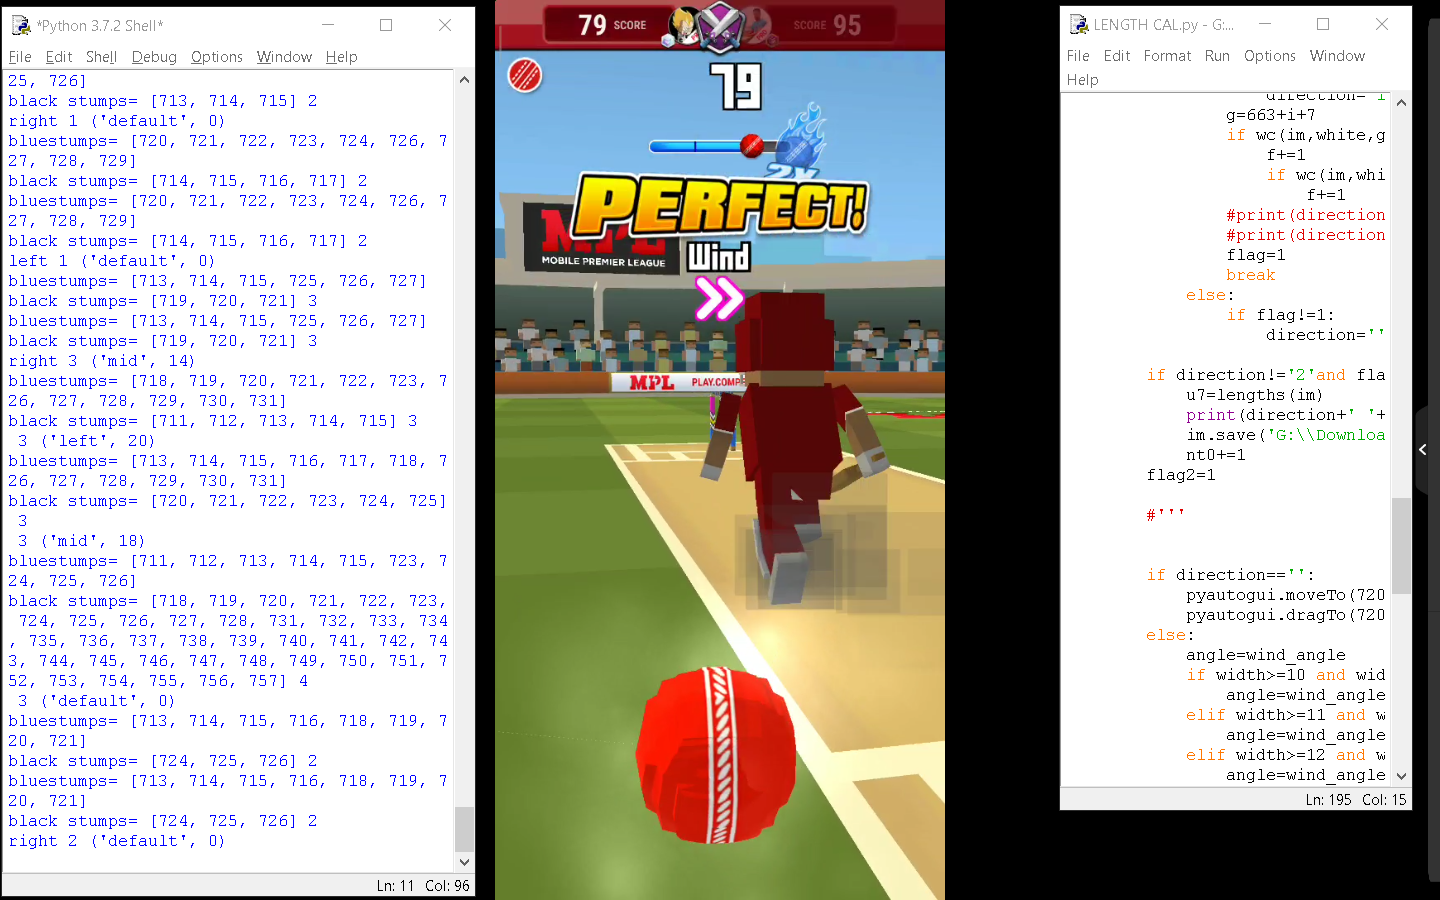 *Python 3.7.2 Shell*
File Edit Shell Debug Options Window Help
25, 726]
black stumps= [713, 714, 715] 2
right 1 ('default', 0)
bluestumps= [720, 721, 722, 723, 724, 726, 7
27, 728, 729]
black stumps= [714, 715, 716, 717] 2
bluestumps= [720, 721, 722, 723, 724, 726, 7
27, 728, 729]
black stumps= [714, 715, 716, 717] 2
left 1 ('default', 0)
bluestumps= [713, 714, 715, 725, 726, 727]
black stumps= [719, 720, 721] 3
bluestumps= [713, 714, 715, 725, 726, 727]
black stumps= [719, 720, 721] 3
right 3 ('mid', 14)
bluestumps= [718, 719, 720, 721, 722, 723, 7
26, 727, 728, 729, 730, 731]
black stumps= [711, 712, 713, 714, 715] 3
3 ('left', 20)
bluestumps= [713, 714, 715, 716, 717, 718, 7
26, 727, 728, 729, 730, 731]
black stumps= [720, 721, 722, 723, 724, 725]
3
3 ('mid', 18)
bluestumps= [711, 712, 713, 714, 715, 723, 7
24, 725, 726]
black stumps= [718, 719, 720, 721, 722, 723,
724, 725, 726, 727, 728, 731, 732, 733, 734
, 735, 736, 737, 738, 739, 740, 741, 742, 74
3, 744, 745, 746, 747, 748, 749, 750, 751, 7
52, 753, 754, 755, 756, 757] 4
3 ('default', 0)
bluestumps= [713, 714, 715, 716, 718, 719, 7
20, 721]
black stumps= [724, 725, 726] 2
bluestumps= [713, 714, 715, 716, 718, 719, 7
20, 721]
black stumps= [724, 725, 726] 2
right 2 ('default', 0)
Ln: 11 Col: 96
79 SCORE
SCORE 95
79
2X
PERFECT!
MPL
MOBILE PREMIER LEAGUE
Wind
MPL PLAY.COMP
LENGTH CAL.py - G:...
File Edit Format Run Options Window
Help
direction='i
g=663+i+7
if wc(im,white,g
f+=1
if wc(im,whi
f+=1
#print(direction
#print(direction
flag=1
break
else:
if flag!=1:
direction=''
if direction!='2'and fla
u7=lengths(im)
print(direction+' '+
im.save('G:\\Downloa
nt0+=1
flag2=1
#'''
if direction=='':
pyautogui.moveTo(720
pyautogui.dragTo(720
else:
angle=wind_angle
if width>=10 and wid
angle=wind_angle
elif width>=11 and w
angle=wind_angle
elif width>=12 and w
angle=wind_angle
Ln: 195 Col: 15